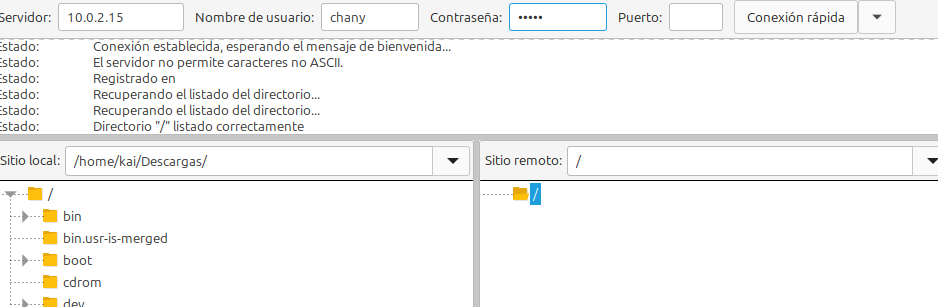 Servidor: 10.0.2.15 Nombre de usuario: chany Contraseña: ••••• Puerto: Conexión rápida
Estado: Conexión establecida, esperando el mensaje de bienvenida...
Estado: El servidor no permite caracteres no ASCII.
Estado: Registrado en
Estado: Recuperando el listado del directorio...
Estado: Recuperando el listado del directorio...
Estado: Directorio "/" listado correctamente
Sitio local: /home/kai/Descargas/ Sitio remoto: /
/ /
bin
bin.usr-is-merged
boot
cdrom
dev